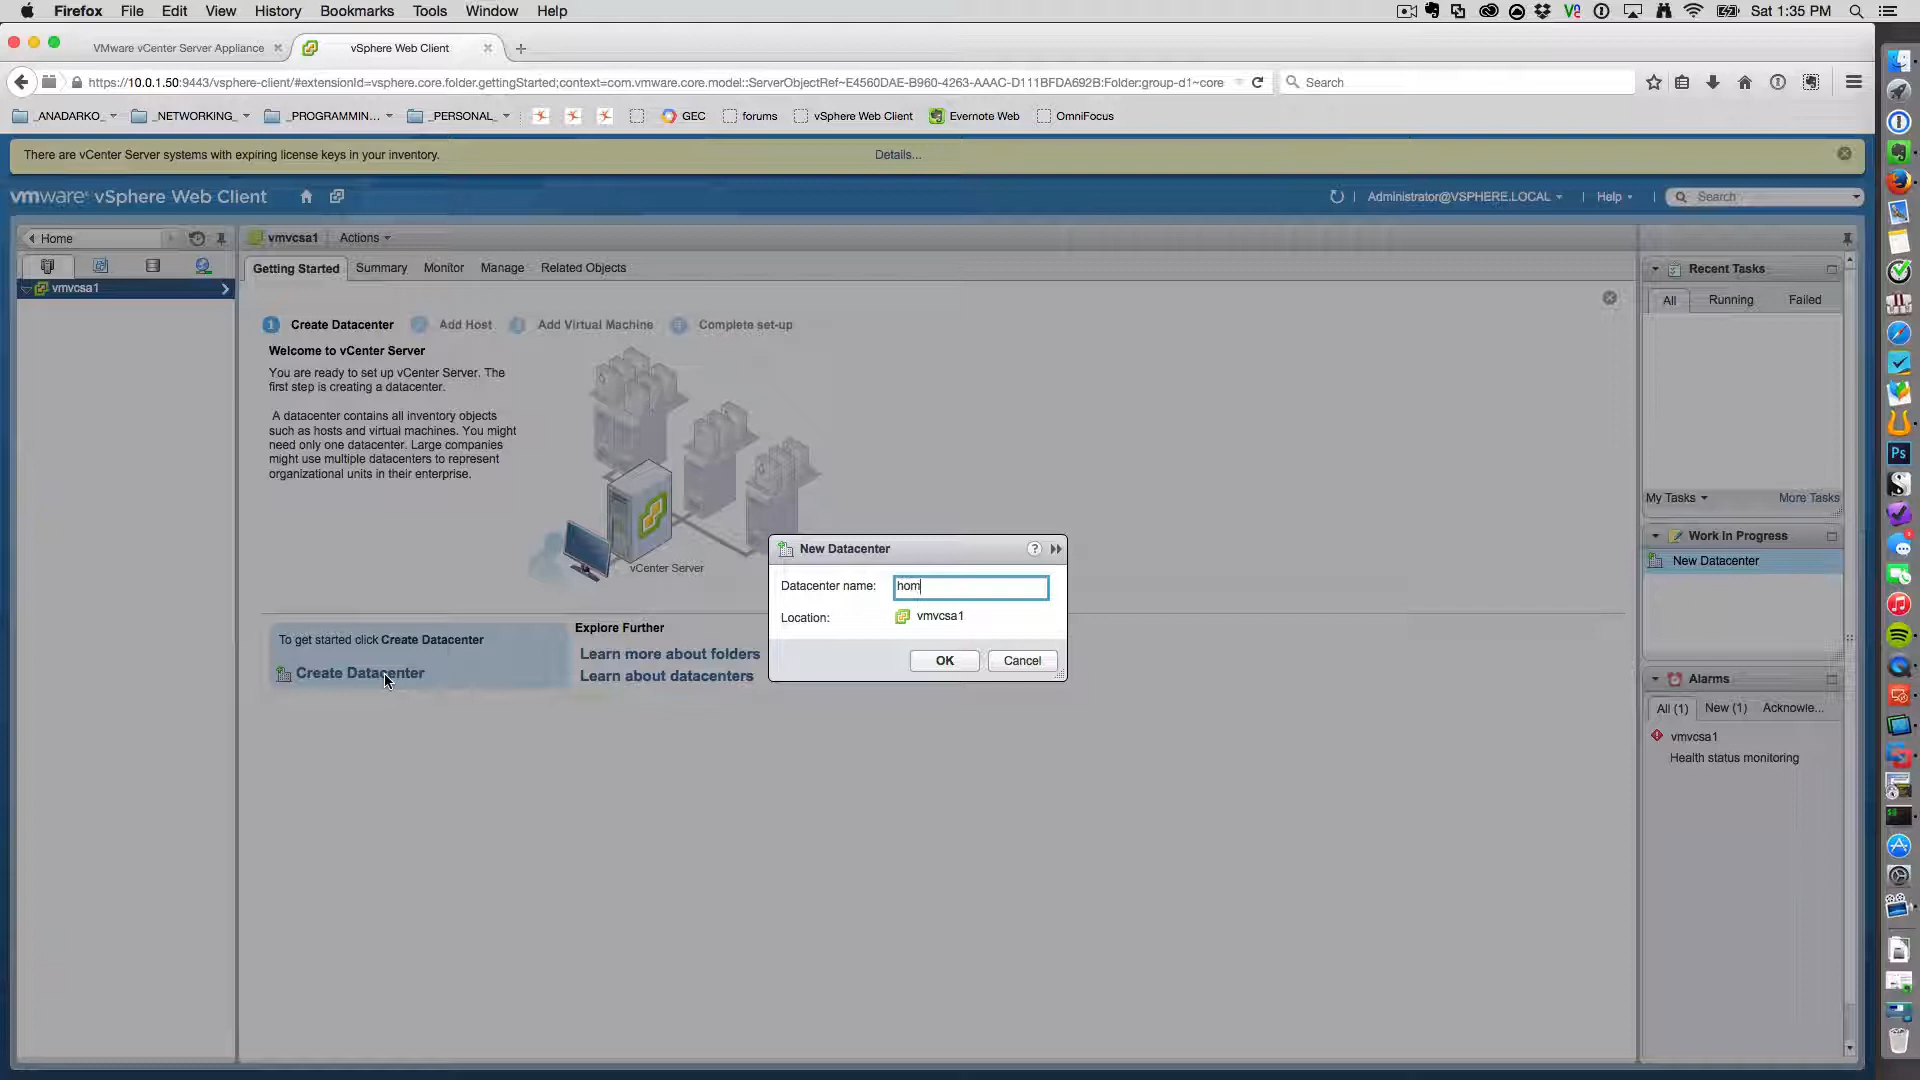 Firefox File Edit View History Bookmarks Tools Window Help
Sat 1:35 PM
VMware vCenter Server Appliance
vSphere Web Client
https://10.0.1.50:9443/vsphere-client/#extensionId=vsphere.core.folder.gettingStarted;context=com.vmware.core.model::ServerObjectRef~E4560DAE-B960-4263-AAAC-D111BFDA692B:Folder:group-d1~core
Search
_ANADARKO_ _NETWORKING_ _PROGRAMMIN... _PERSONAL_ GEC forums vSphere Web Client Evernote Web OmniFocus
There are vCenter Server systems with expiring license keys in your inventory.
Details...
vmware vSphere Web Client
Administrator@VSPHERE.LOCAL
Help
Search
Home
vmvcsa1
vmvcsa1 Actions
Getting Started Summary Monitor Manage Related Objects
1 Create Datacenter Add Host Add Virtual Machine Complete set-up
Welcome to vCenter Server
You are ready to set up vCenter Server. The
first step is creating a datacenter.
A datacenter contains all inventory objects
such as hosts and virtual machines. You might
need only one datacenter. Large companies
might use multiple datacenters to represent
organizational units in their enterprise.
vCenter Server
To get started click Create Datacenter
Create Datacenter
Explore Further
Learn more about folders
Learn about datacenters
New Datacenter
?
Datacenter name: hom
Location: vmvcsa1
OK Cancel
Recent Tasks
All Running Failed
My Tasks More Tasks
Work In Progress
New Datacenter
Alarms
All (1) New (1) Acknowle...
vmvcsa1
Health status monitoring
Ps